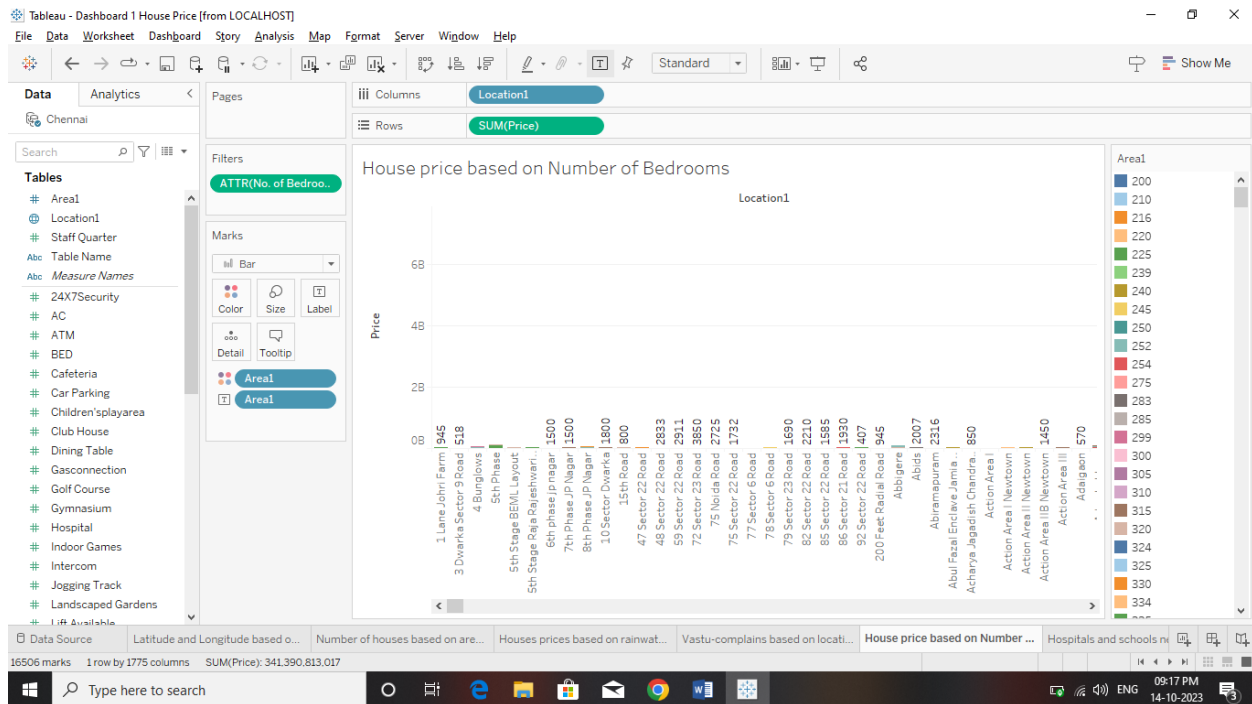 Tableau - Dashboard 1 House Price [from LOCALHOST]
File Data Worksheet Dashboard Story Analysis Map Format Server Window Help
Standard
Show Me
Data Analytics
Chennai
Search
Tables
Area1
Location1
Staff Quarter
Abc Table Name
Abc Measure Names
24X7Security
AC
ATM
BED
Cafeteria
Car Parking
Children'splayarea
Club House
Dining Table
Gasconnection
Golf Course
Gymnasium
Hospital
Indoor Games
Intercom
Jogging Track
Landscaped Gardens
Lift Available
Pages
Filters
ATTR(No. of Bedroo..
Marks
Bar
Color Size Label
Detail Tooltip
Area1
Area1
Columns Location1
Rows SUM(Price)
House price based on Number of Bedrooms
Location1
Price
6B
4B
2B
0B
945
518
1500
1500
1800
800
2833
2911
3850
2725
1732
1690
2210
1585
1930
407
945
2007
2316
850
1450
570
1 Lane Johri Farm
3 Dwarka Sector 9 Road
4 Bunglows
5th Phase
5th Stage BEML Layout
5th Stage Raja Rajeshwari..
6th phase jp nagar
7th Phase JP Nagar
8th Phase JP Nagar
10 Sector Dwarka
15th Road
47 Sector 22 Road
48 Sector 22 Road
59 Sector 22 Road
72 Sector 23 Road
75 Noida Road
75 Sector 22 Road
77 Sector 6 Road
78 Sector 6 Road
79 Sector 23 Road
82 Sector 22 Road
85 Sector 22 Road
86 Sector 21 Road
92 Sector 22 Road
200 Feet Radial Road
Abbigere
Abids
Abiramapuram
Abul Fazal Enclave Jamia ..
Acharya Jagadish Chandra..
Action Area I
Action Area I Newtown
Action Area II Newtown
Action Area IIB Newtown
Action Area III
Adaigaon
Area1
200
210
216
220
225
239
240
245
250
252
254
275
283
285
299
300
305
310
315
320
324
325
330
334
Data Source Latitude and Longitude based o... Number of houses based on are... Houses prices based on rainwat... Vastu-complains based on locati... House price based on Number ... Hospitals and schools ne
16506 marks 1 row by 1775 columns SUM(Price): 341,390,813,017
Type here to search
ENG
09:17 PM
14-10-2023
3